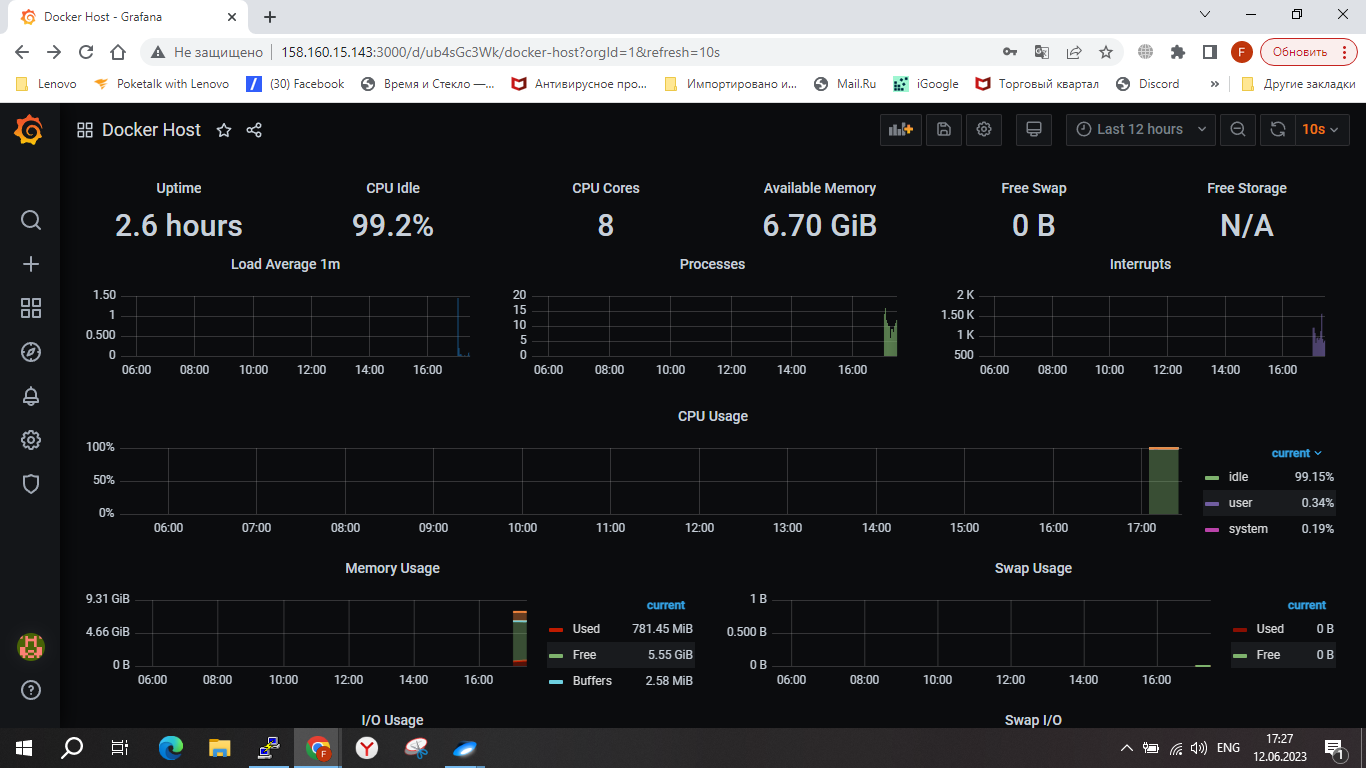 Docker Host - Grafana
Не защищено 158.160.15.143:3000/d/ub4sGc3Wk/docker-host?orgId=1&refresh=10s F Обновить
Lenovo Poketalk with Lenovo (30) Facebook Время и Стекло —... Антивирусное про... Импортировано и... Mail.Ru iGoogle Торговый квартал Discord » Другие закладки
Docker Host Last 12 hours 10s
Uptime CPU Idle CPU Cores Available Memory Free Swap Free Storage
2.6 hours 99.2% 8 6.70 GiB 0 B N/A
Load Average 1m Processes Interrupts
1.50 20 2 K
1 15 1.50 K
0.500 10 1 K
0 5 500
0
06:00 08:00 10:00 12:00 14:00 16:00 06:00 08:00 10:00 12:00 14:00 16:00 06:00 08:00 10:00 12:00 14:00 16:00
CPU Usage
100% current
50% idle 99.15%
0% user 0.34%
06:00 07:00 08:00 09:00 10:00 11:00 12:00 13:00 14:00 15:00 16:00 17:00 system 0.19%
Memory Usage Swap Usage
9.31 GiB current 1 B current
4.66 GiB Used 781.45 MiB 0.500 B Used 0 B
0 B Free 5.55 GiB 0 B Free 0 B
06:00 08:00 10:00 12:00 14:00 16:00 Buffers 2.58 MiB 06:00 08:00 10:00 12:00 14:00 16:00
I/O Usage Swap I/O
ENG 17:27
12.06.2023 1